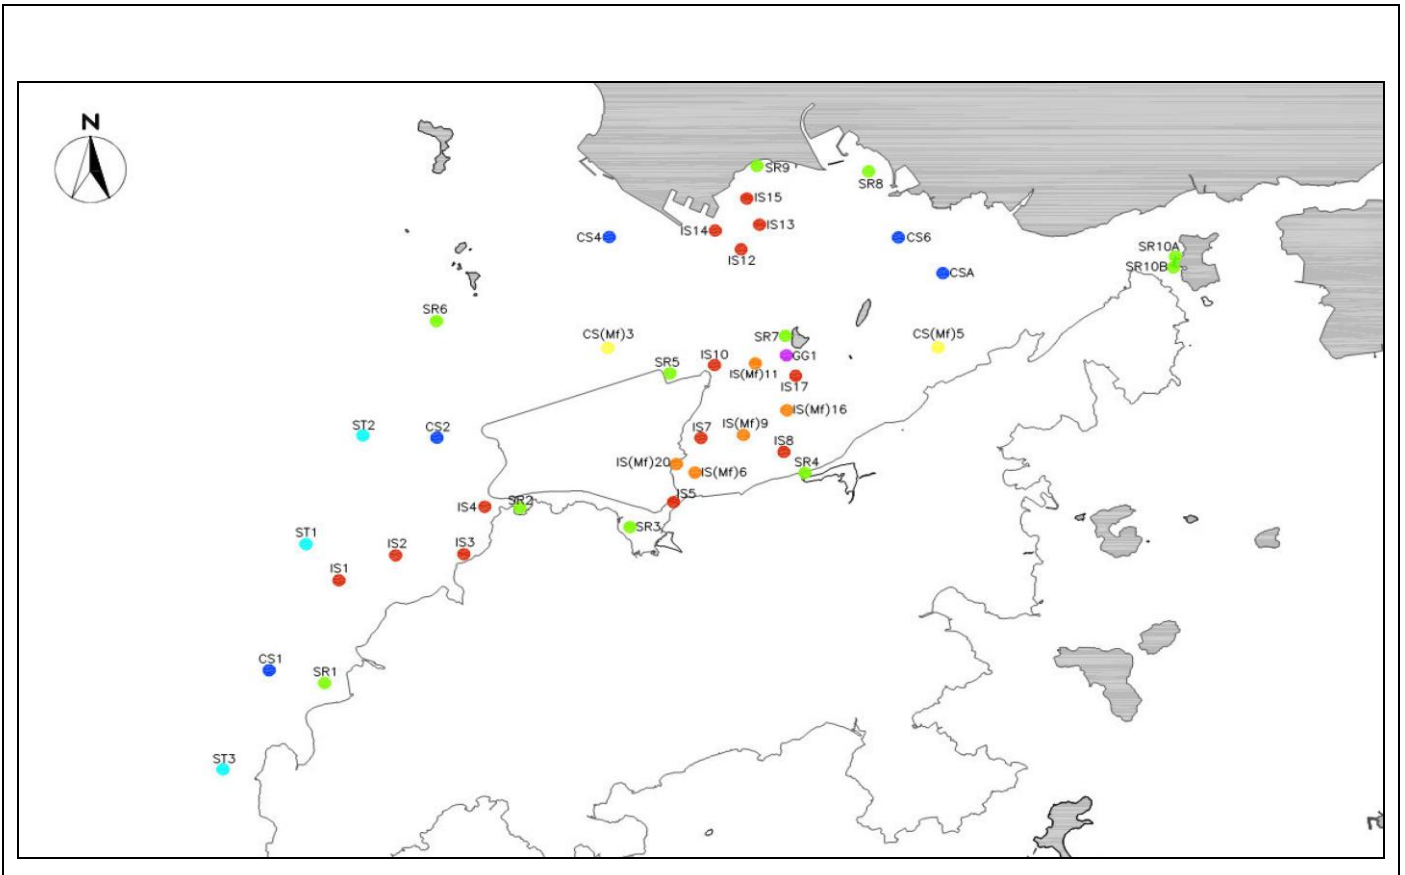 N
SR9
SR8
IS15
IS14
IS13
CS4
CS6
IS12
SR10A
SR10B
CSA
SR6
CS(Mf)3
SR7
CS(Mf)5
GG1
IS10
SR5
IS(Mf)11
IS17
IS(Mf)16
ST2
CS2
IS7
IS(Mf)9
IS8
IS(Mf)20
IS(Mf)6
SR4
IS5
IS4
SR2
SR3
ST1
IS2
IS3
IS1
CS1
SR1
ST3